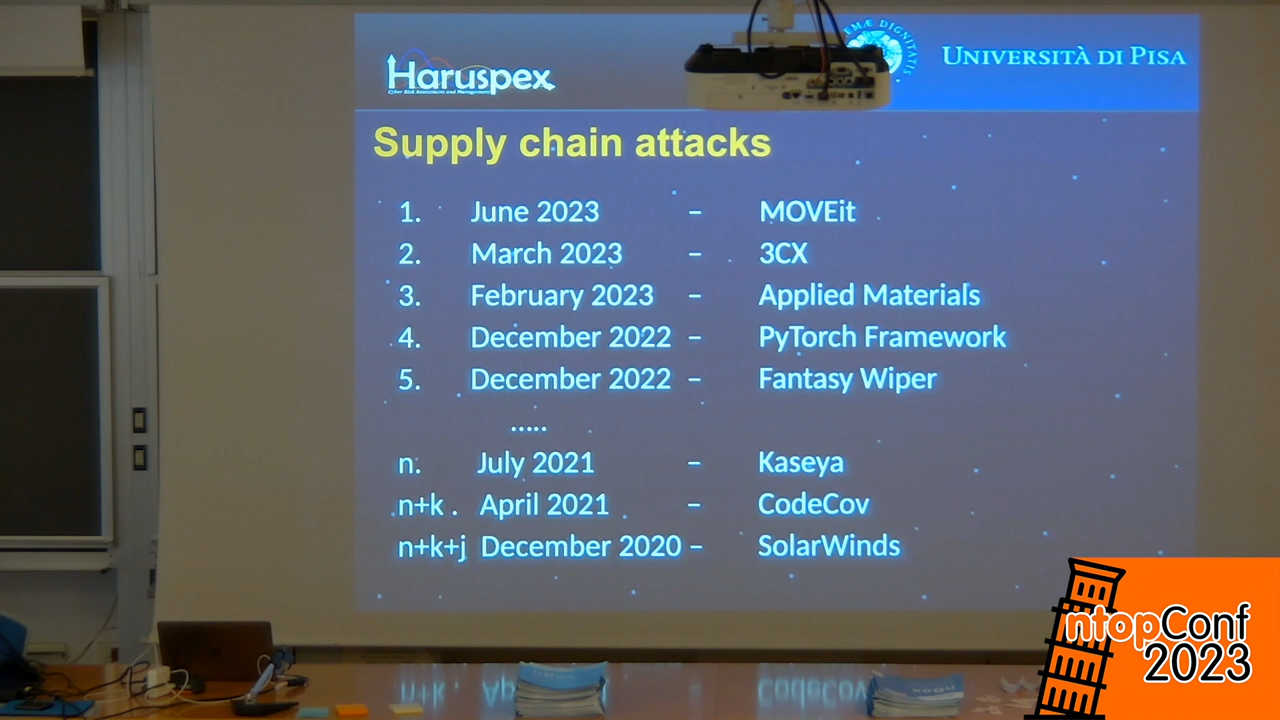 Haruspex
Cyber Risk Assessment and Management
EMÆ DIGNITATIS
UNIVERSITÀ DI PISA
Supply chain attacks
1. June 2023 – MOVEit
2. March 2023 – 3CX
3. February 2023 – Applied Materials
4. December 2022 – PyTorch Framework
5. December 2022 – Fantasy Wiper
.....
n. July 2021 – Kaseya
n+k . April 2021 – CodeCov
n+k+j December 2020 – SolarWinds
ntopConf
2023